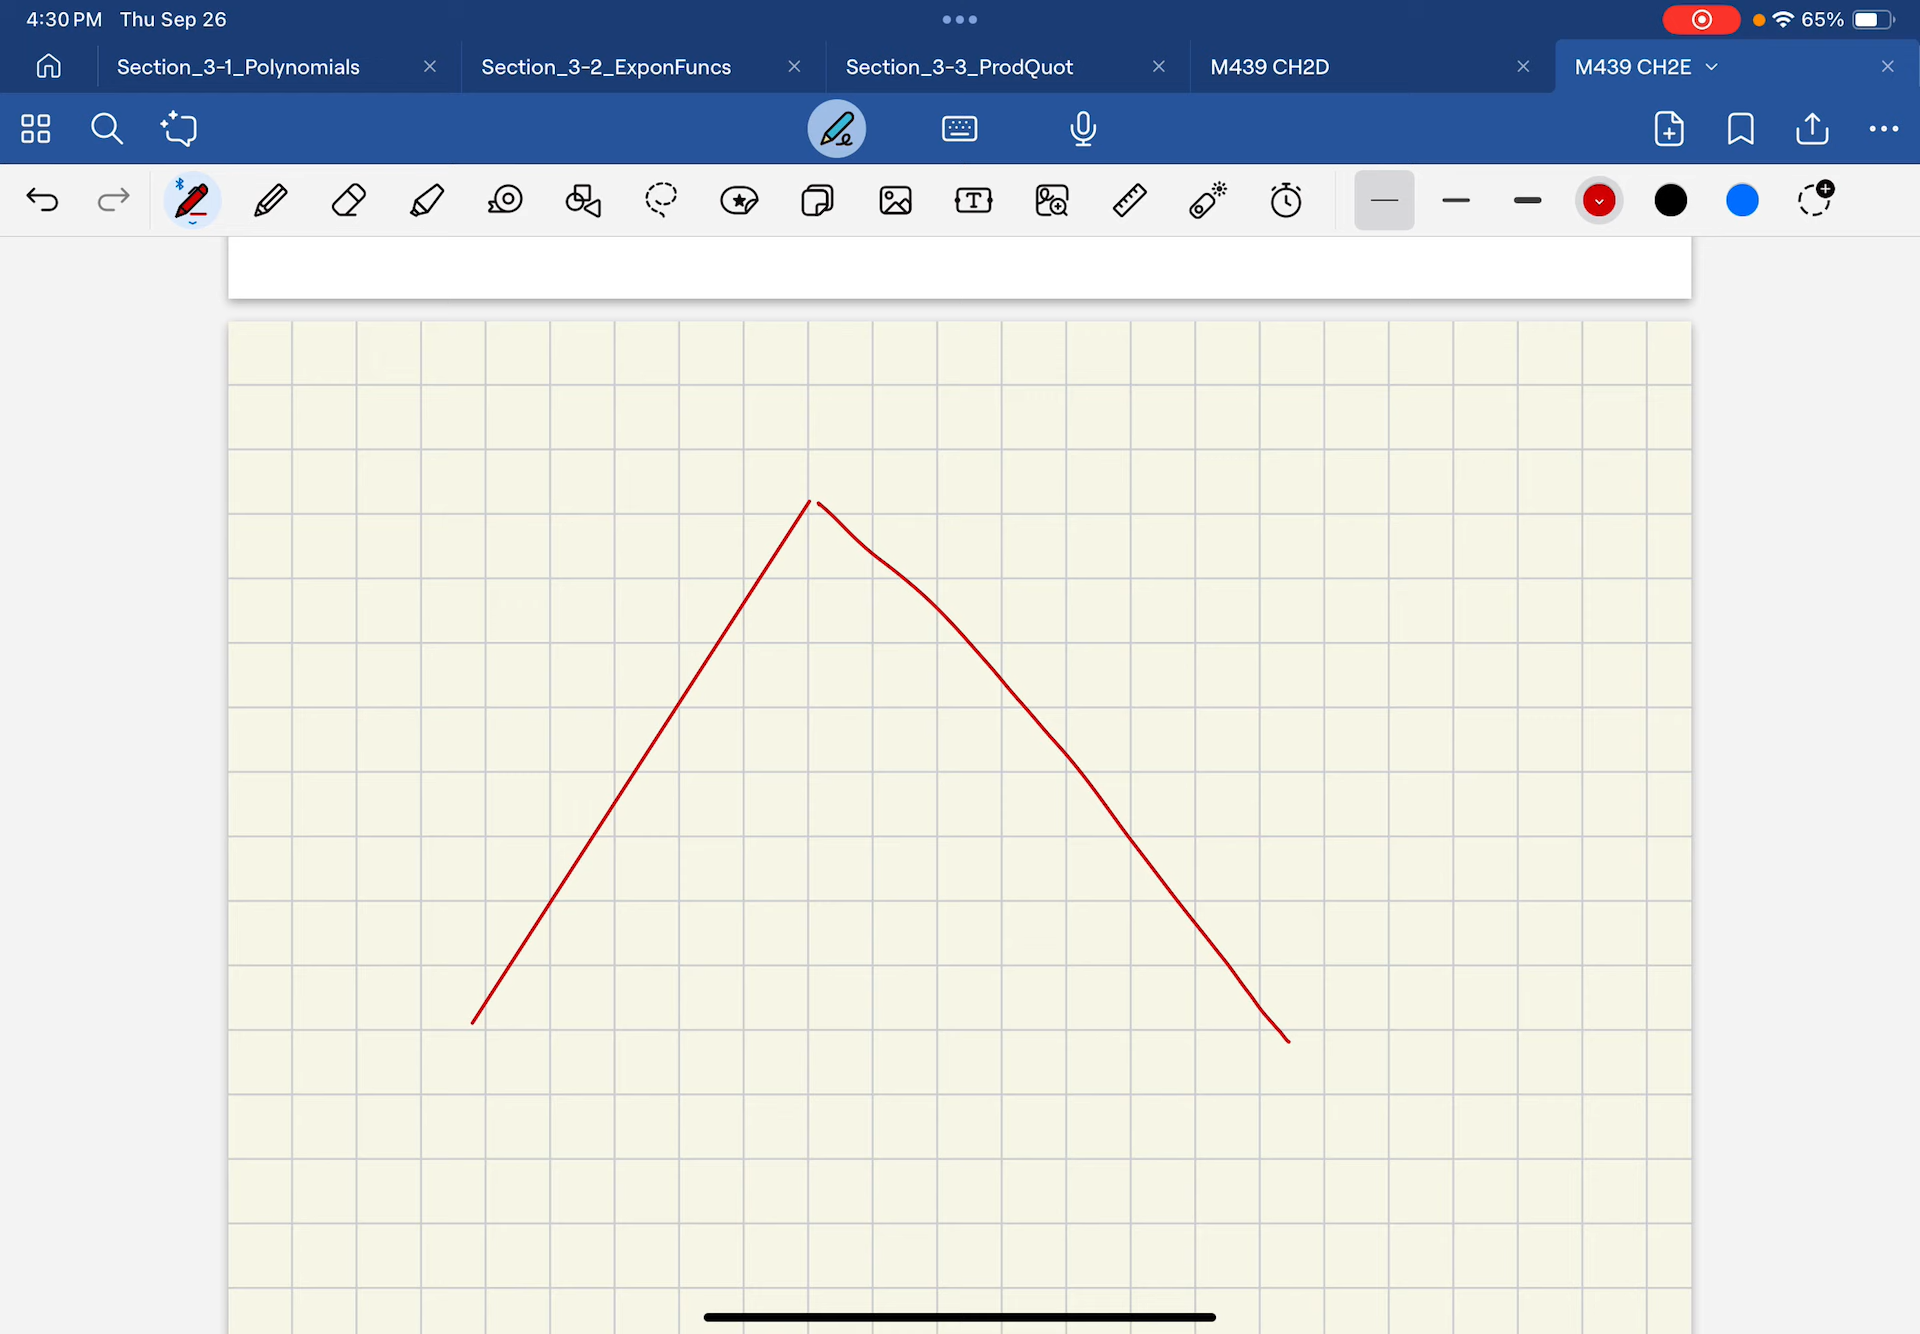 4:30 PM Thu Sep 26
65%
Section_3-1_Polynomials
Section_3-2_ExponFuncs
Section_3-3_ProdQuot
M439 CH2D
M439 CH2E
T